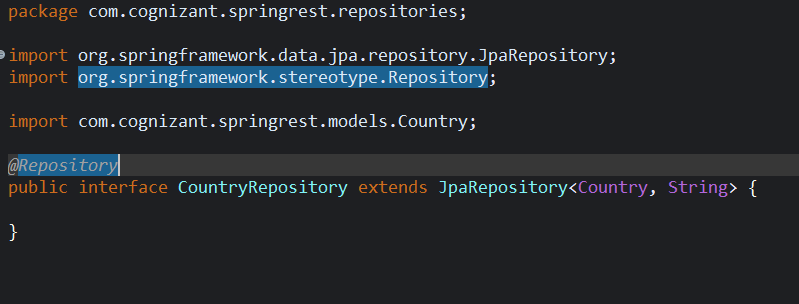 package com.cognizant.springrest.repositories;
import org.springframework.data.jpa.repository.JpaRepository;
import org.springframework.stereotype.Repository;
import com.cognizant.springrest.models.Country;
@Repository
public interface CountryRepository extends JpaRepository<Country, String> {
}